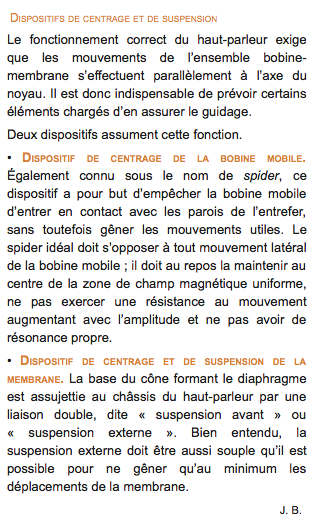 DISPOSITIFS DE CENTRAGE ET DE SUSPENSION
Le fonctionnement correct du haut-parleur exige
que les mouvements de l'ensemble bobine-
membrane s'effectuent parallèlement à l'axe du
noyau. Il est donc indispensable de prévoir certains
éléments chargés d'en assurer le guidage.
Deux dispositifs assument cette fonction.
• DISPOSITIF DE CENTRAGE DE LA BOBINE MOBILE.
Également connu sous le nom de spider, ce
dispositif a pour but d'empêcher la bobine mobile
d'entrer en contact avec les parois de l'entrefer,
sans toutefois gêner les mouvements utiles. Le
spider idéal doit s'opposer à tout mouvement latéral
de la bobine mobile ; il doit au repos la maintenir au
centre de la zone de champ magnétique uniforme,
ne pas exercer une résistance au mouvement
augmentant avec l'amplitude et ne pas avoir de
résonance propre.
• DISPOSITIF DE CENTRAGE ET DE SUSPENSION DE LA
MEMBRANE. La base du cône formant le diaphragme
est assujettie au châssis du haut-parleur par une
liaison double, dite « suspension avant » ou
« suspension externe ». Bien entendu, la
suspension externe doit être aussi souple qu'il est
possible pour ne gêner qu'au minimum les
déplacements de la membrane.
J. B.